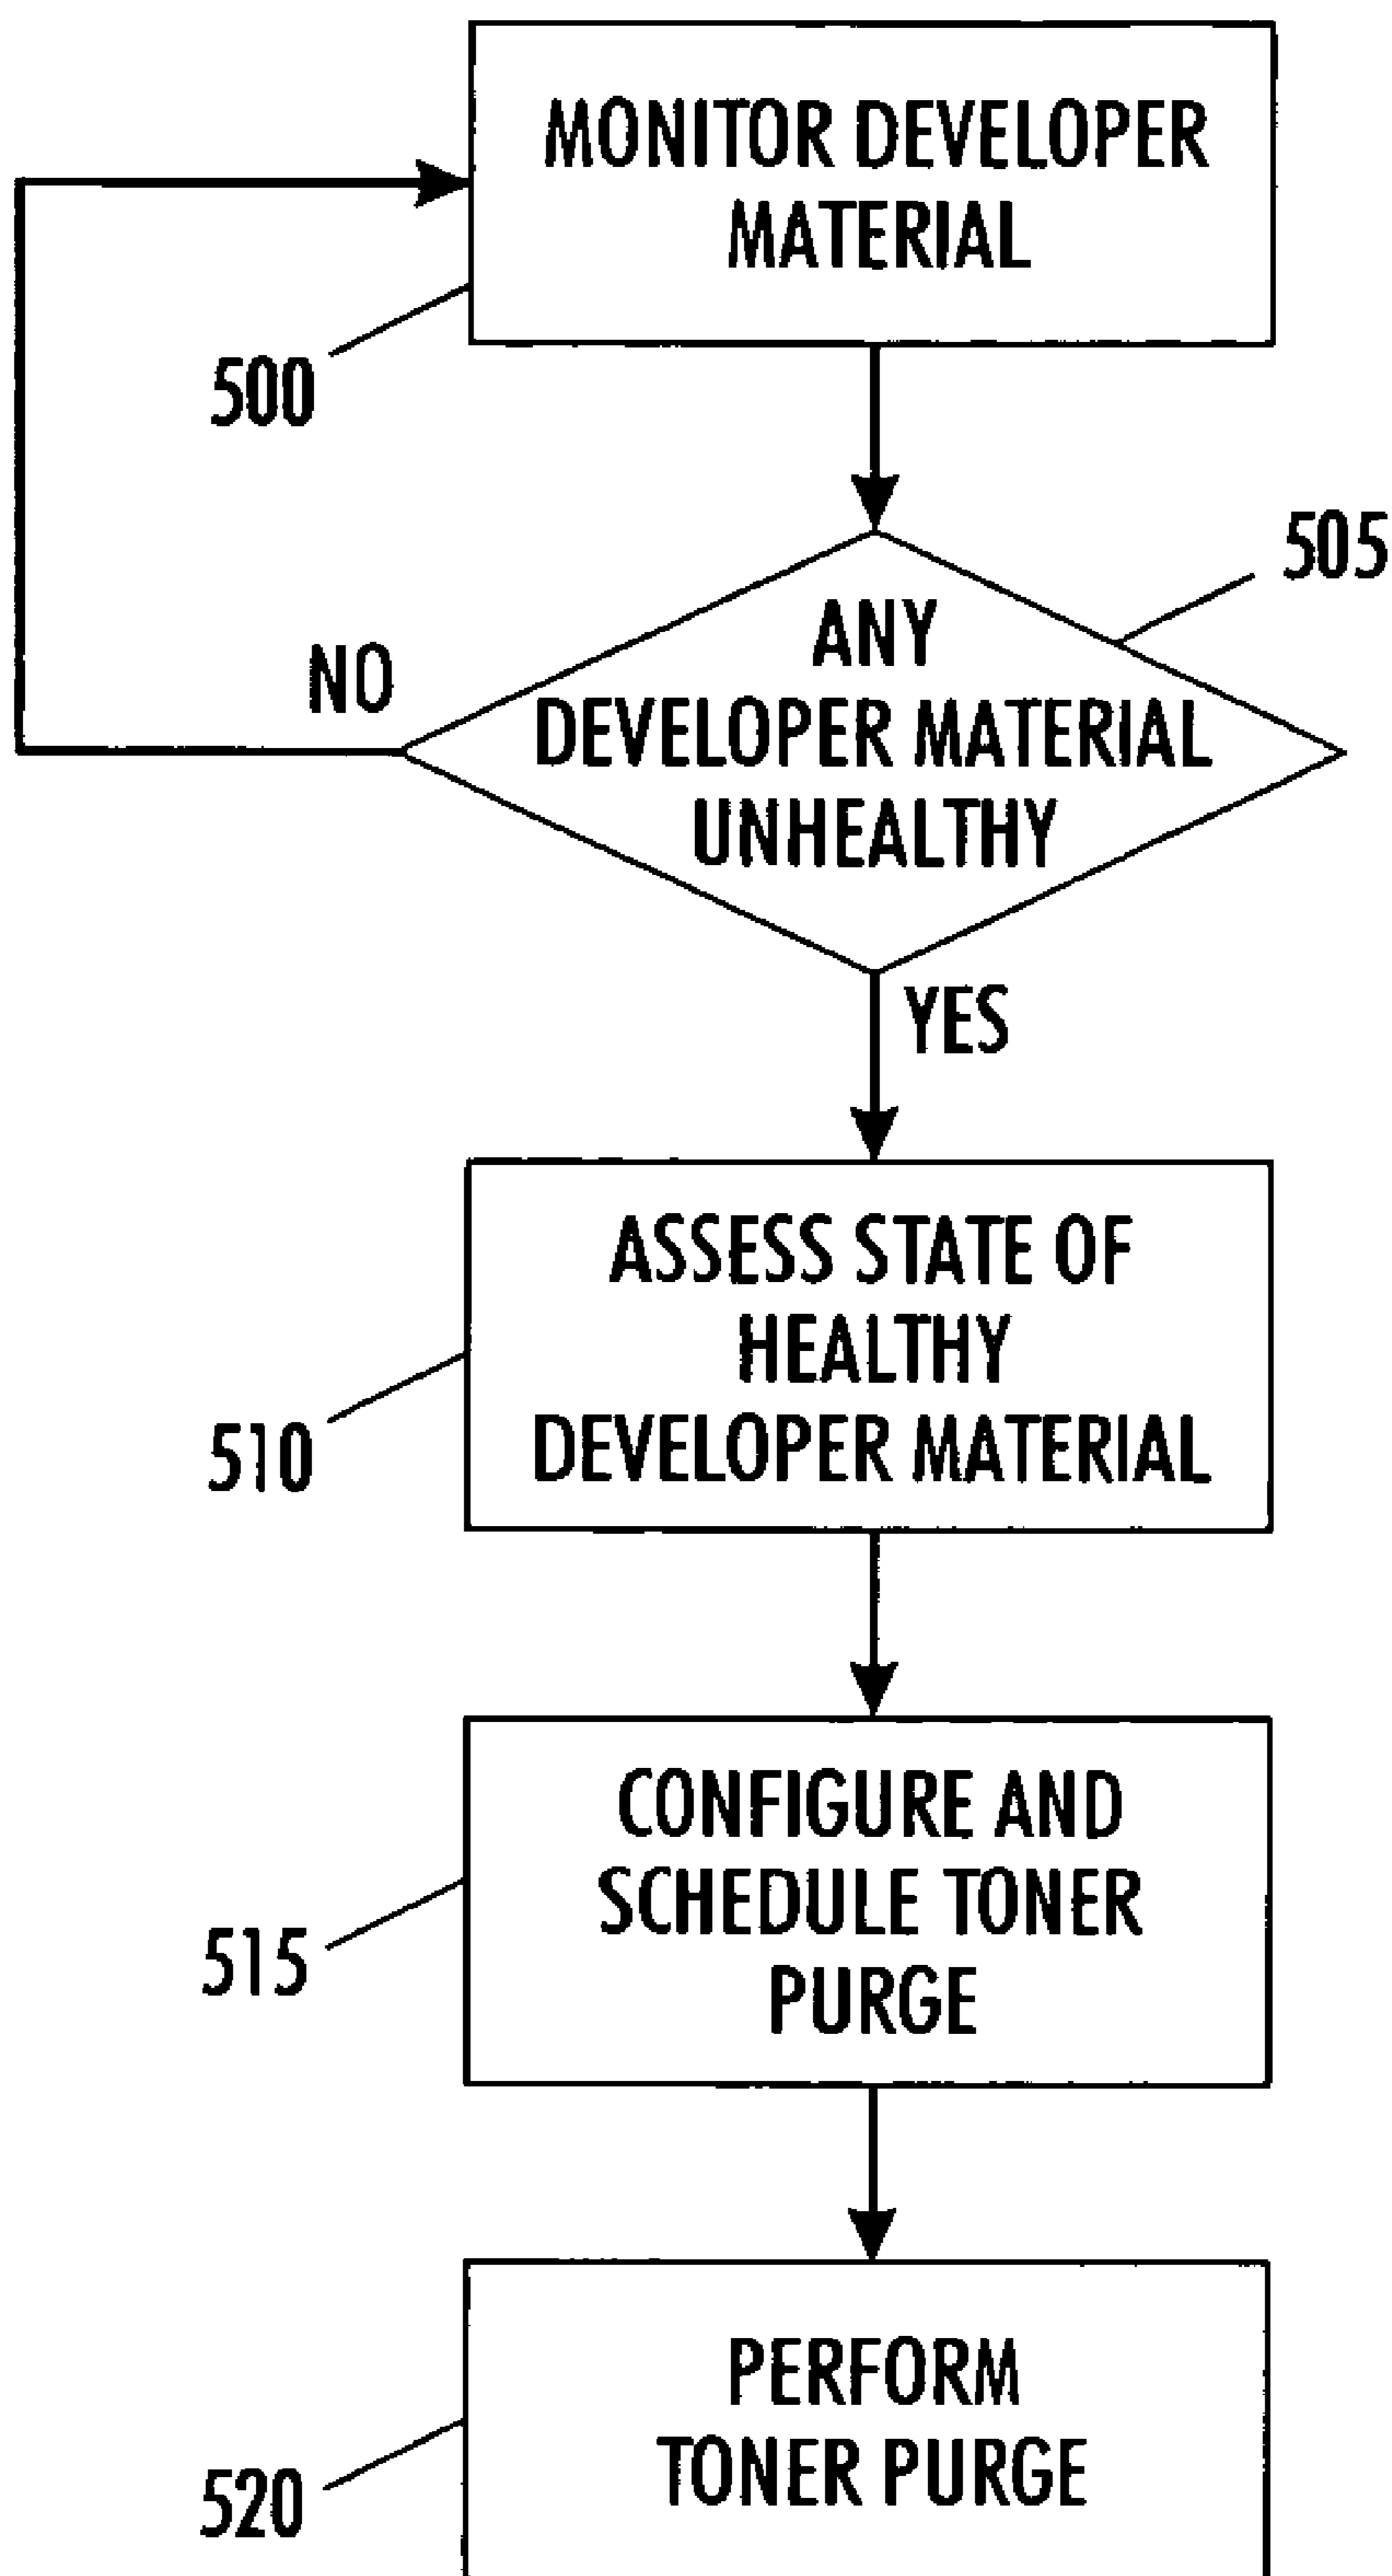 MONITOR DEVELOPER
MATERIAL
500
505
ANY
DEVELOPER MATERIAL
UNHEALTHY
NO
YES
ASSESS STATE OF
HEALTHY
DEVELOPER MATERIAL
510
CONFIGURE AND
SCHEDULE TONER
PURGE
515
PERFORM
TONER PURGE
520